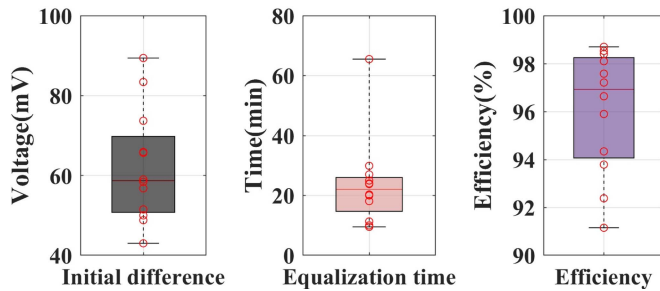 Voltage(mV)
100
80
60
40
Initial difference
Time(min)
80
60
40
20
0
Equalization time
Efficiency(%)
100
98
96
94
92
90
Efficiency